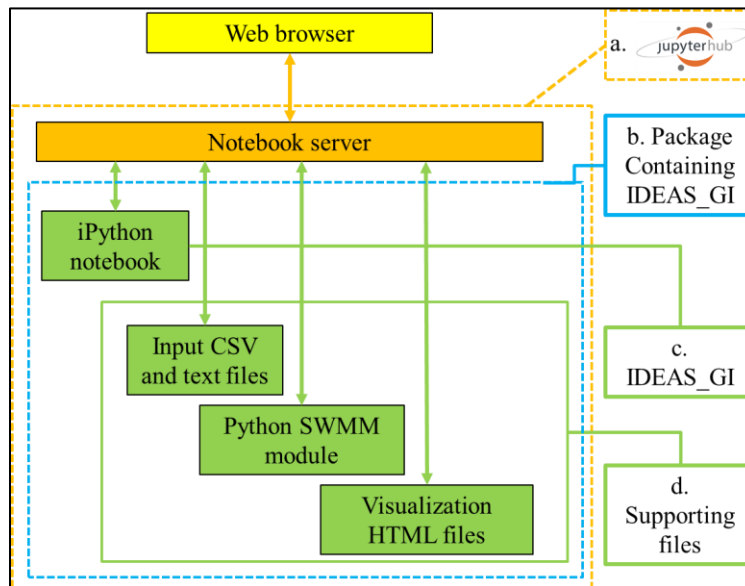 Web browser
a. jupyterhub
Notebook server
b. Package
Containing
IDEAS_GI
iPython
notebook
Input CSV
and text files
c.
IDEAS_GI
Python SWMM
module
d.
Supporting
files
Visualization
HTML files